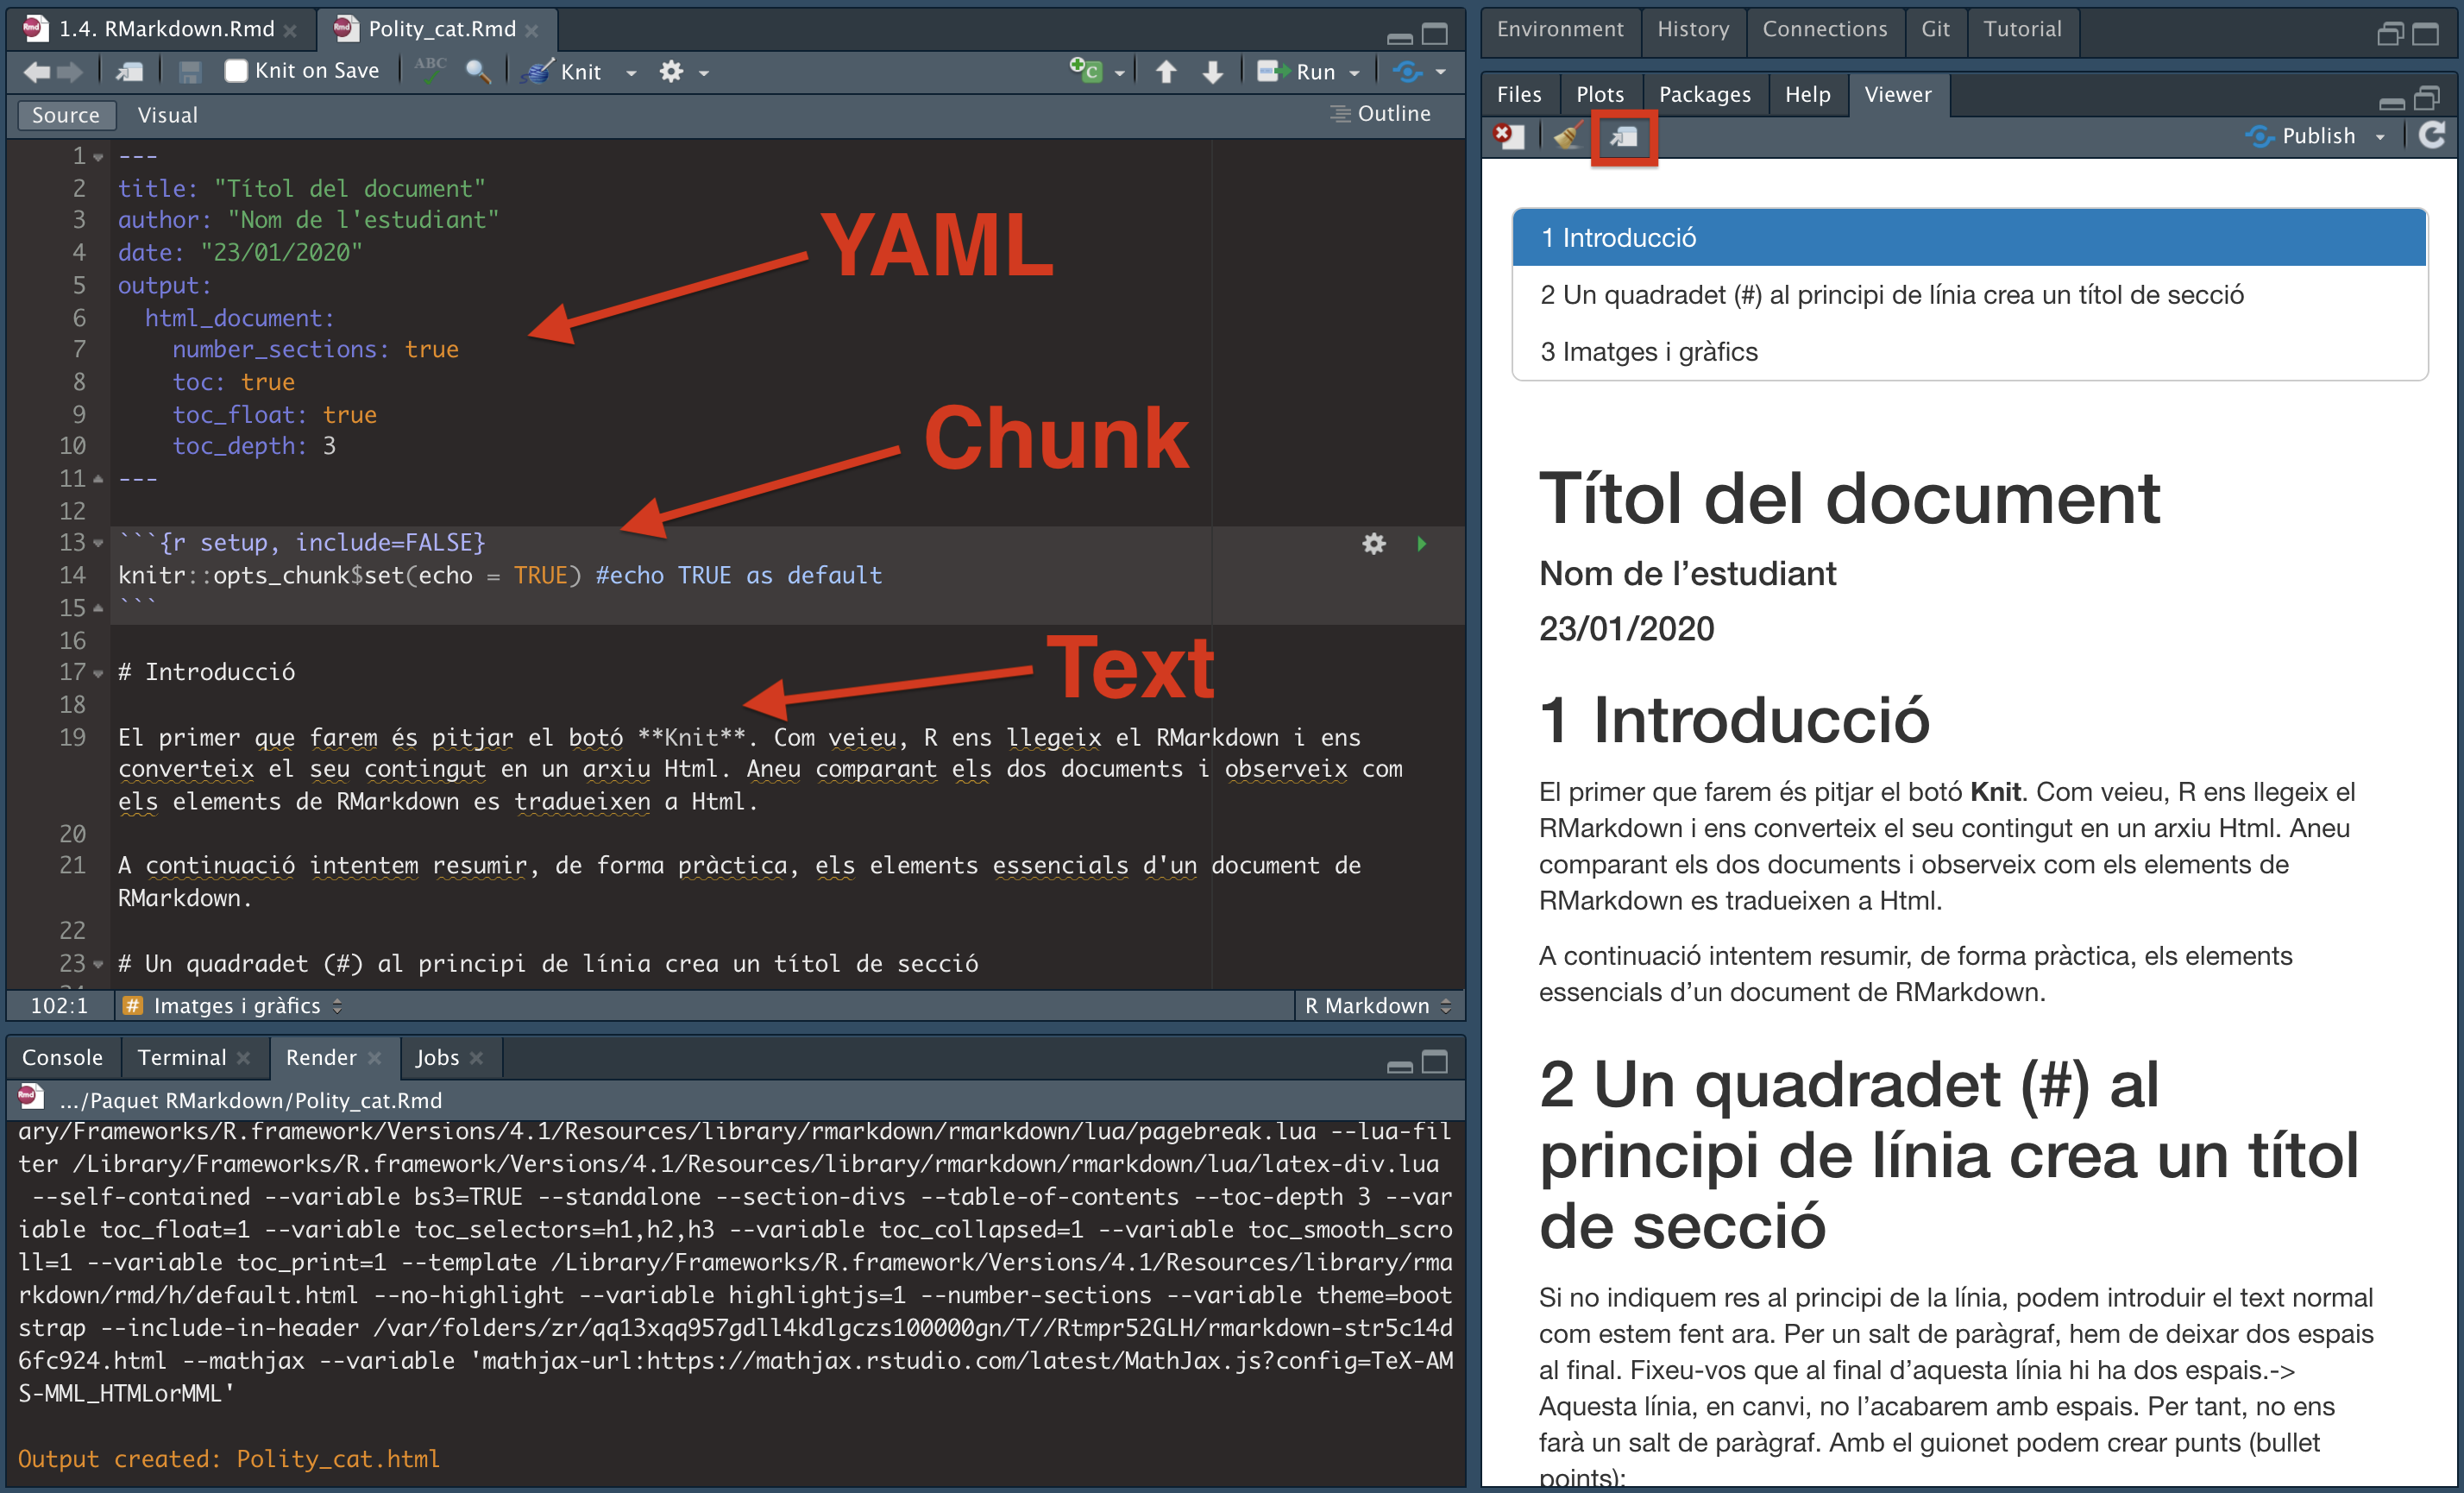 1.4. RMarkdown.Rmd
Polity_cat.Rmd
Knit on Save
ABC
Knit
Run
Source
Visual
Outline
1 ---
2 title: "Títol del document"
3 author: "Nom de l'estudiant"
4 date: "23/01/2020"
5 output:
6 html_document:
7 number_sections: true
8 toc: true
9 toc_float: true
10 toc_depth: 3
11 ---
12
13 ```{r setup, include=FALSE}
14 knitr::opts_chunk$set(echo = TRUE) #echo TRUE as default
15 ```
16
17 # Introducció
18
19 El primer que farem és pitjar el botó **Knit**. Com veieu, R ens llegeix el RMarkdown i ens
converteix el seu contingut en un arxiu Html. Aneu comparant els dos documents i observeix com
els elements de RMarkdown es tradueixen a Html.
20
21 A continuació intentem resumir, de forma pràctica, els elements essencials d'un document de
RMarkdown.
22
23 # Un quadradet (#) al principi de línia crea un títol de secció
YAML
Chunk
Text
102:1
# Imatges i gràfics
R Markdown
Console
Terminal
Render
Jobs
.../Paquet RMarkdown/Polity_cat.Rmd
ary/Frameworks/R.framework/Versions/4.1/Resources/library/rmarkdown/rmarkdown/lua/pagebreak.lua --lua-fil
ter /Library/Frameworks/R.framework/Versions/4.1/Resources/library/rmarkdown/rmarkdown/lua/latex-div.lua
--self-contained --variable bs3=TRUE --standalone --section-divs --table-of-contents --toc-depth 3 --var
iable toc_float=1 --variable toc_selectors=h1,h2,h3 --variable toc_collapsed=1 --variable toc_smooth_scro
ll=1 --variable toc_print=1 --template /Library/Frameworks/R.framework/Versions/4.1/Resources/library/rma
rkdown/rmd/h/default.html --no-highlight --variable highlightjs=1 --number-sections --variable theme=boot
strap --include-in-header /var/folders/zr/qq13xqq957gdll4kdlgczs100000gn/T//Rtmpr52GLH/rmarkdown-str5c14d
6fc924.html --mathjax --variable 'mathjax-url:https://mathjax.rstudio.com/latest/MathJax.js?config=TeX-AM
S-MML_HTMLorMML'
Output created: Polity_cat.html
Environment
History
Connections
Git
Tutorial
Files
Plots
Packages
Help
Viewer
Publish
1 Introducció
2 Un quadradet (#) al principi de línia crea un títol de secció
3 Imatges i gràfics
Títol del document
Nom de l’estudiant
23/01/2020
1 Introducció
El primer que farem és pitjar el botó Knit. Com veieu, R ens llegeix el
RMarkdown i ens converteix el seu contingut en un arxiu Html. Aneu
comparant els dos documents i observeix com els elements de
RMarkdown es tradueixen a Html.
A continuació intentem resumir, de forma pràctica, els elements
essencials d’un document de RMarkdown.
2 Un quadradet (#) al
principi de línia crea un títol
de secció
Si no indiquem res al principi de la línia, podem introduir el text normal
com estem fent ara. Per un salt de paràgraf, hem de deixar dos espais
al final. Fixeu-vos que al final d’aquesta línia hi ha dos espais.->
Aquesta línia, en canvi, no l’acabarem amb espais. Per tant, no ens
farà un salt de paràgraf. Amb el guionet podem crear punts (bullet
points):